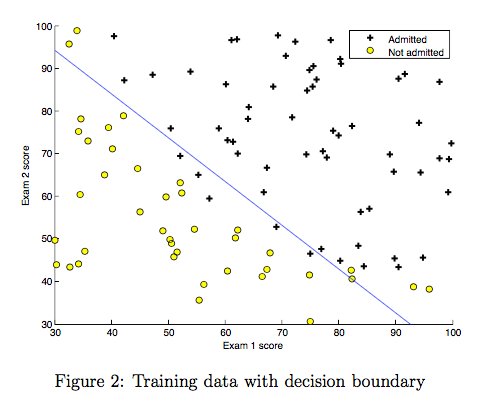 100
90
80
70
60
50
40
30
Exam 2 score
Admitted
Not admitted
30 40 50 60 70 80 90 100
Exam 1 score
Figure 2: Training data with decision boundary